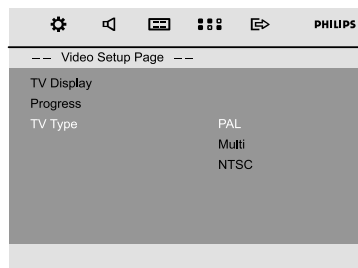 PHILIPS
-- Video Setup Page --
TV Display
Progress
TV Type PAL
Multi
NTSC